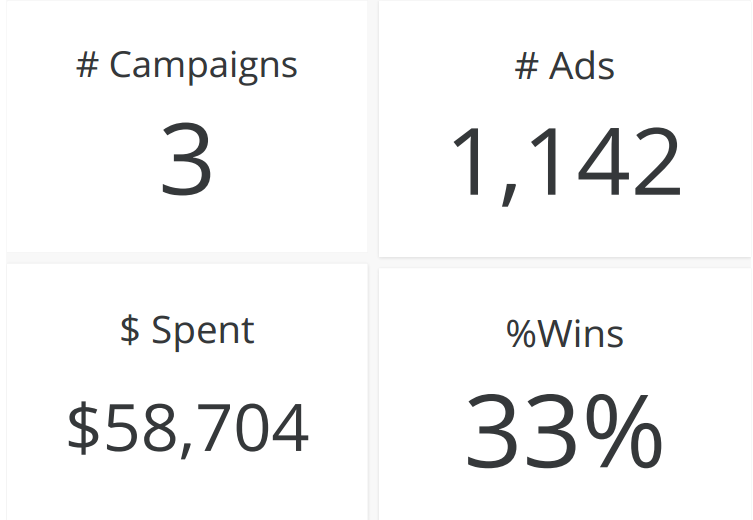 # Campaigns
3
# Ads
1,142
$ Spent
$58,704
%Wins
33%